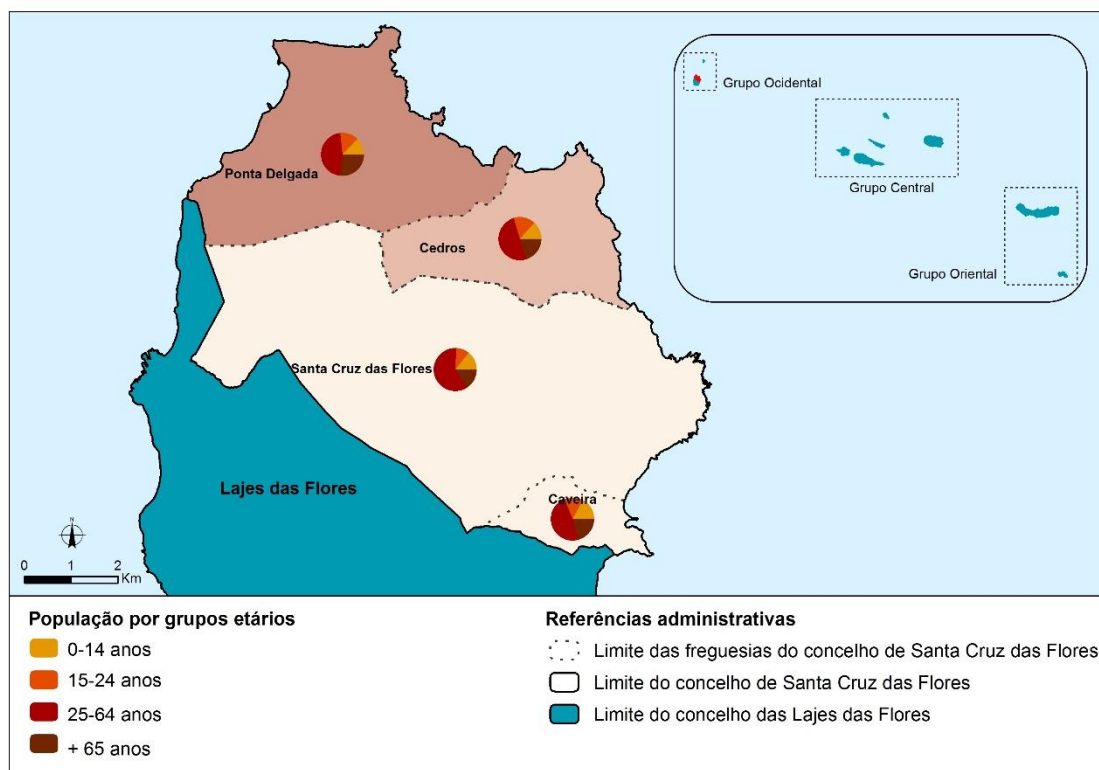 Ponta Delgada
Cedros
Santa Cruz das Flores
Caveira
Lajes das Flores
Grupo Ocidental
Grupo Central
Grupo Oriental
N
0 1 2
Km
População por grupos etários
0-14 anos
15-24 anos
25-64 anos
+ 65 anos
Referências administrativas
Limite das freguesias do concelho de Santa Cruz das Flores
Limite do concelho de Santa Cruz das Flores
Limite do concelho das Lajes das Flores